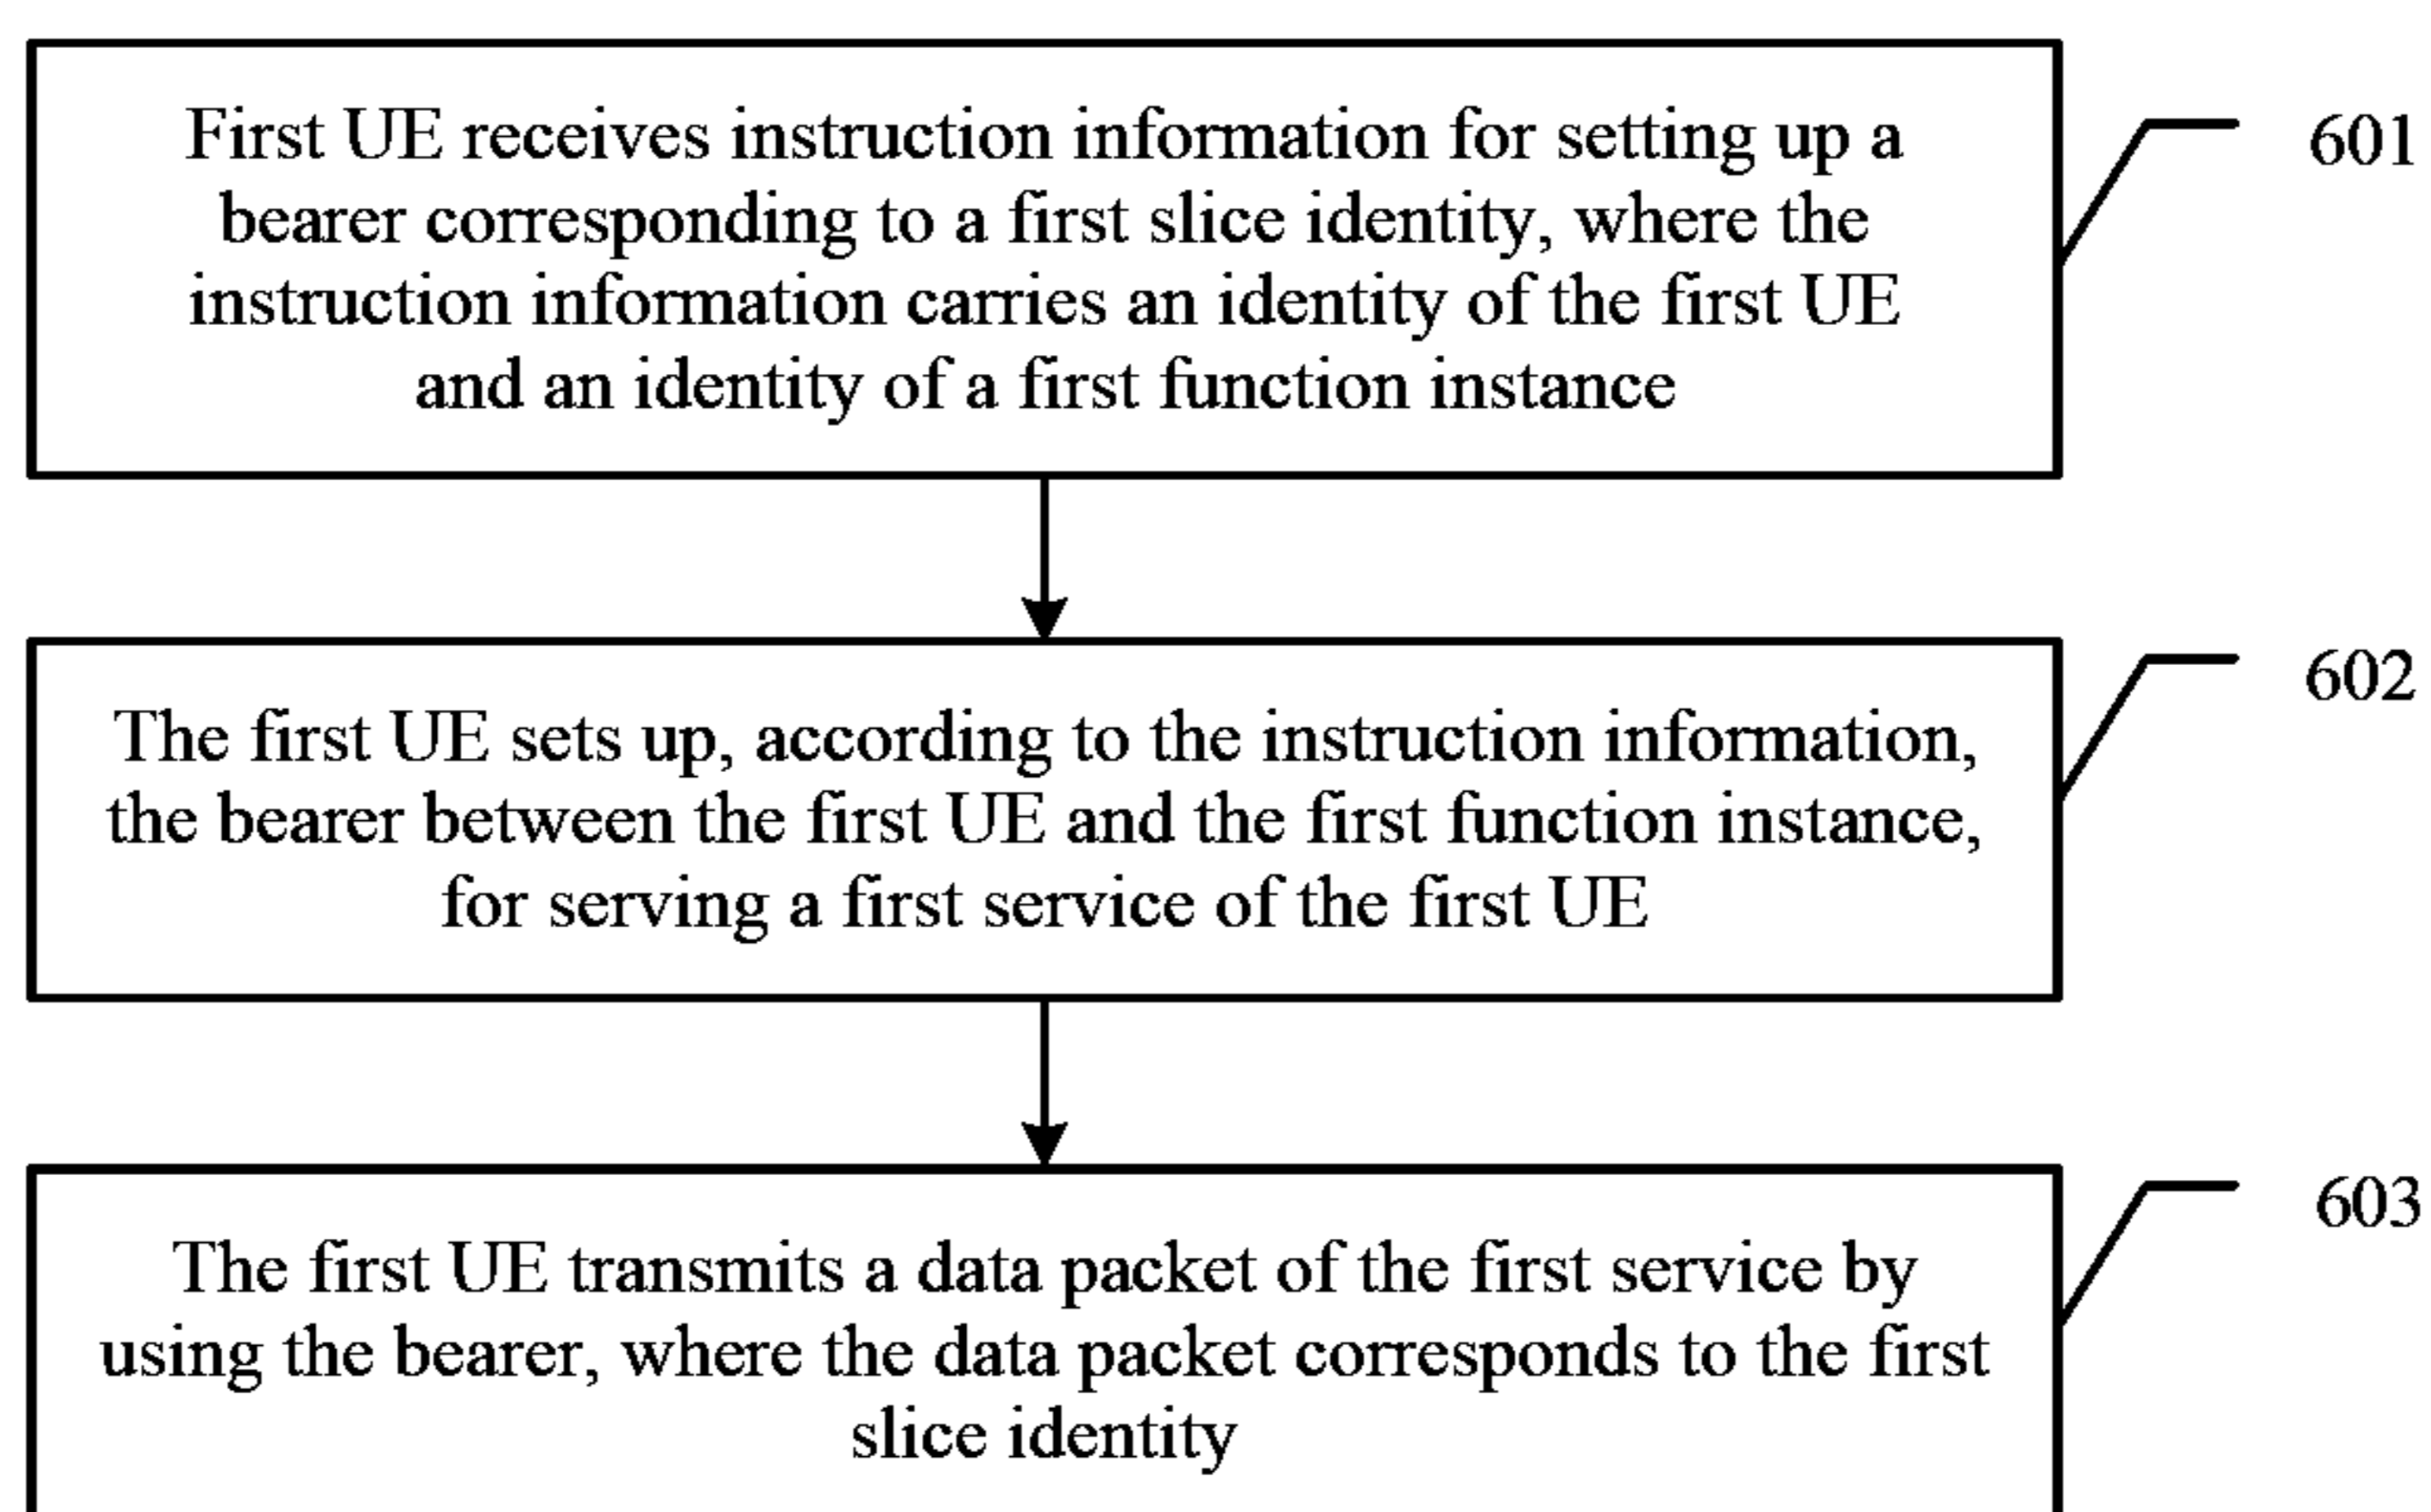 First UE receives instruction information for setting up a
bearer corresponding to a first slice identity, where the
instruction information carries an identity of the first UE
and an identity of a first function instance
601
The first UE sets up, according to the instruction information,
the bearer between the first UE and the first function instance,
for serving a first service of the first UE
602
The first UE transmits a data packet of the first service by
using the bearer, where the data packet corresponds to the first
slice identity
603